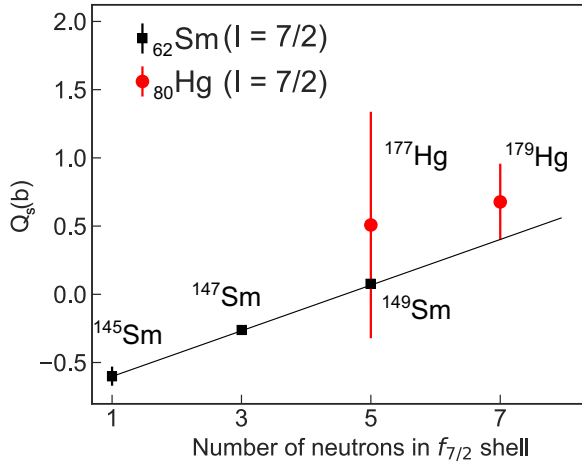 ₆₂Sm (I = 7/2)
₈₀Hg (I = 7/2)
2.0
1.5
1.0
0.5
0.0
−0.5
Qₛ(b)
¹⁷⁷Hg
¹⁷⁹Hg
¹⁴⁷Sm
¹⁴⁹Sm
¹⁴⁵Sm
1 3 5 7
Number of neutrons in f₇/₂ shell